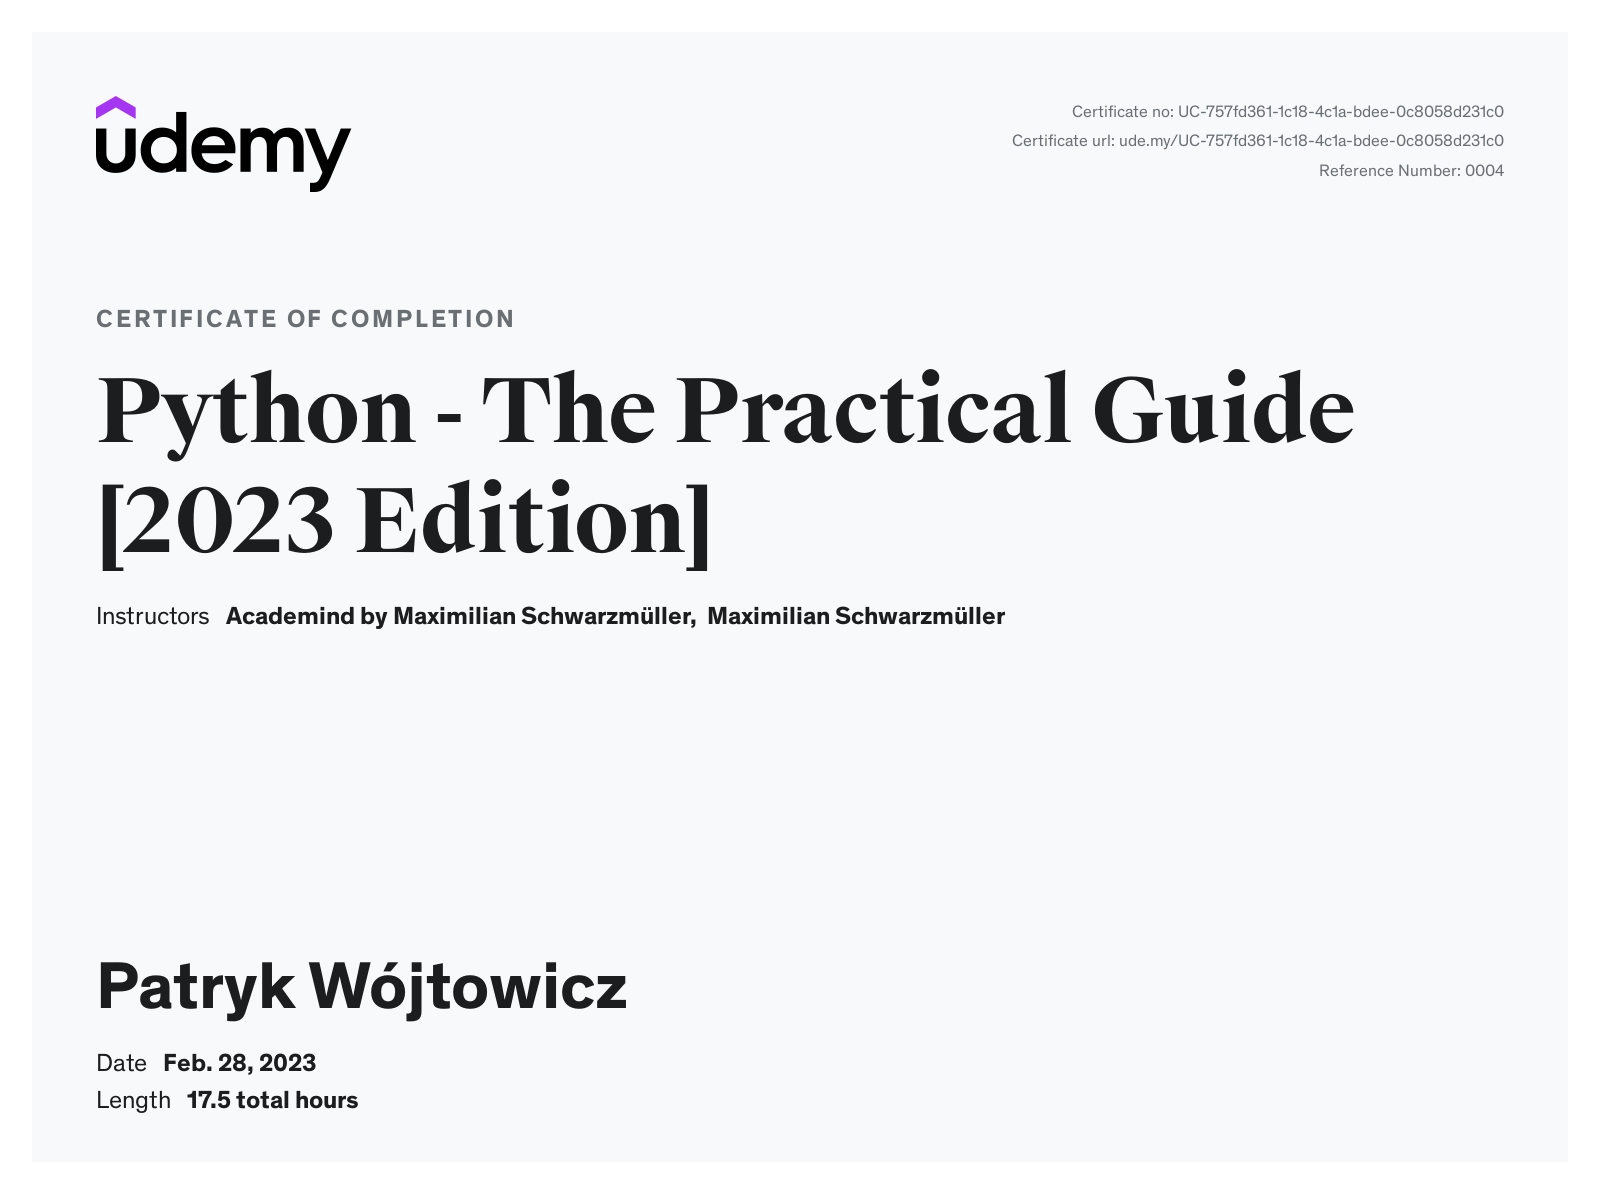 udemy
Certificate no: UC-757fd361-1c18-4c1a-bdee-0c8058d231c0
Certificate url: ude.my/UC-757fd361-1c18-4c1a-bdee-0c8058d231c0
Reference Number: 0004
CERTIFICATE OF COMPLETION
Python - The Practical Guide
[2023 Edition]
Instructors Academind by Maximilian Schwarzmüller, Maximilian Schwarzmüller
Patryk Wójtowicz
Date Feb. 28, 2023
Length 17.5 total hours